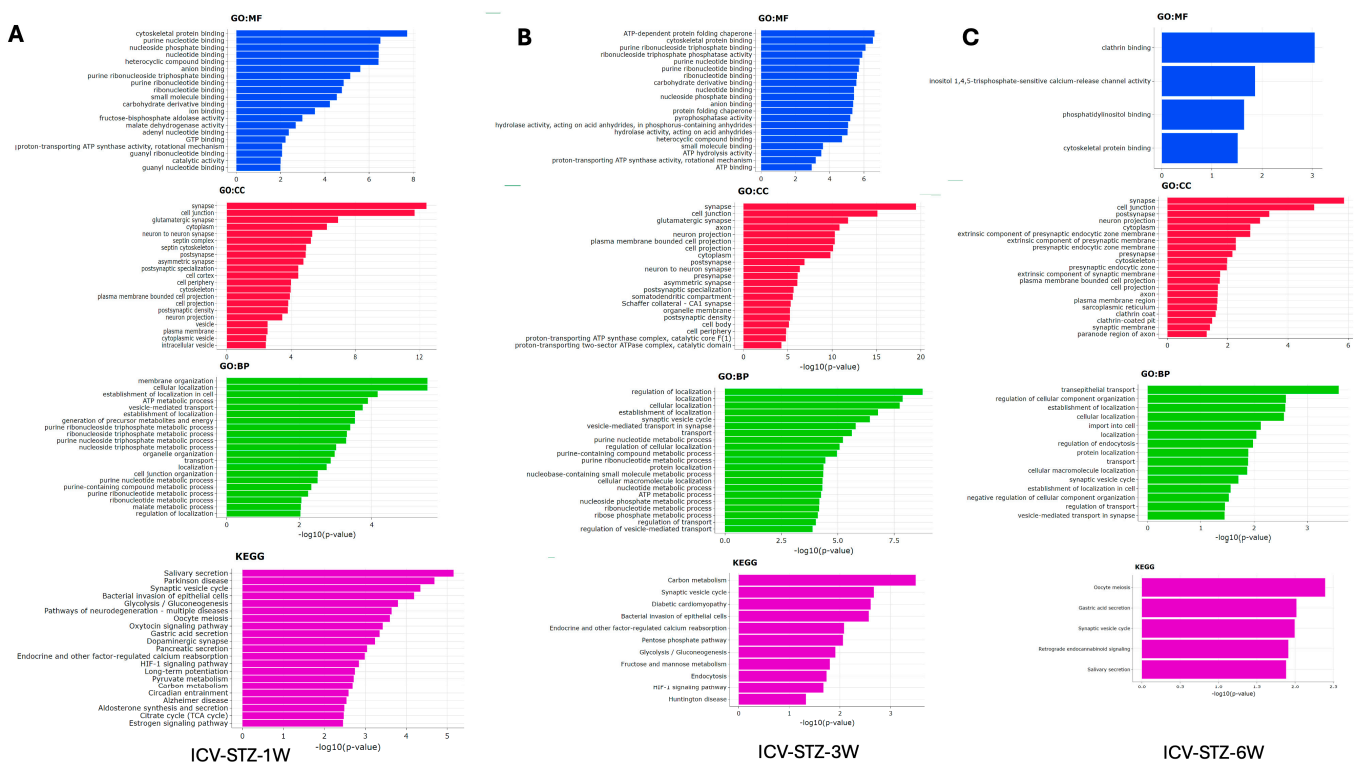 A
GO:MF
cytoskeletal protein binding
purine nucleotide binding
nucleoside phosphate binding
nucleotide binding
heterocyclic compound binding
anion binding
purine ribonucleoside triphosphate binding
purine ribonucleotide binding
ribonucleotide binding
small molecule binding
carbohydrate derivative binding
ion binding
fructose-bisphosphate aldolase activity
malate dehydrogenase activity
adenyl nucleotide binding
GTP binding
proton-transporting ATP synthase activity, rotational mechanism
guanyl ribonucleotide binding
catalytic activity
guanyl nucleotide binding
0 2 4 6 8
GO:CC
synapse
cell junction
glutamatergic synapse
cytoplasm
neuron to neuron synapse
septin complex
septin cytoskeleton
postsynapse
asymmetric synapse
postsynaptic specialization
cell cortex
cell periphery
cytoskeleton
plasma membrane bounded cell projection
cell projection
postsynaptic density
neuron projection
vesicle
plasma membrane
cytoplasmic vesicle
intracellular vesicle
0 4 8 12
GO:BP
membrane organization
cellular localization
establishment of localization in cell
ATP metabolic process
vesicle-mediated transport
establishment of localization
generation of precursor metabolites and energy
purine ribonucleoside triphosphate metabolic process
ribonucleoside triphosphate metabolic process
purine nucleoside triphosphate metabolic process
nucleoside triphosphate metabolic process
organelle organization
transport
localization
cell junction organization
purine nucleotide metabolic process
purine-containing compound metabolic process
purine ribonucleotide metabolic process
ribonucleotide metabolic process
malate metabolic process
regulation of localization
0 2 4
-log10(p-value)
KEGG
Salivary secretion
Parkinson disease
Synaptic vesicle cycle
Bacterial invasion of epithelial cells
Glycolysis / Gluconeogenesis
Pathways of neurodegeneration - multiple diseases
Oocyte meiosis
Oxytocin signaling pathway
Gastric acid secretion
Dopaminergic synapse
Pancreatic secretion
Endocrine and other factor-regulated calcium reabsorption
HIF-1 signaling pathway
Long-term potentiation
Pyruvate metabolism
Carbon metabolism
Circadian entrainment
Alzheimer disease
Aldosterone synthesis and secretion
Citrate cycle (TCA cycle)
Estrogen signaling pathway
0 1 2 3 4 5
-log10(p-value)
ICV-STZ-1W
B
GO:MF
ATP-dependent protein folding chaperone
cytoskeletal protein binding
purine ribonucleoside triphosphate binding
ribonucleoside triphosphate phosphatase activity
purine nucleotide binding
purine ribonucleotide binding
ribonucleotide binding
carbohydrate derivative binding
nucleotide binding
nucleoside phosphate binding
anion binding
protein folding chaperone
pyrophosphatase activity
hydrolase activity, acting on acid anhydrides, in phosphorus-containing anhydrides
hydrolase activity, acting on acid anhydrides
heterocyclic compound binding
small molecule binding
ATP hydrolysis activity
proton-transporting ATP synthase activity, rotational mechanism
ATP binding
0 2 4 6
GO:CC
synapse
cell junction
glutamatergic synapse
axon
neuron projection
plasma membrane bounded cell projection
cell projection
cytoplasm
postsynapse
neuron to neuron synapse
presynapse
asymmetric synapse
postsynaptic specialization
somatodendritic compartment
Schaffer collateral - CA1 synapse
organelle membrane
postsynaptic density
cell body
cell periphery
proton-transporting ATP synthase complex, catalytic core F(1)
proton-transporting two-sector ATPase complex, catalytic domain
0 5 10 15 20
-log10(p-value)
GO:BP
regulation of localization
localization
cellular localization
establishment of localization
synaptic vesicle cycle
vesicle-mediated transport in synapse
transport
purine nucleotide metabolic process
regulation of cellular localization
purine-containing compound metabolic process
purine ribonucleotide metabolic process
protein localization
nucleobase-containing small molecule metabolic process
cellular macromolecule localization
nucleotide metabolic process
ATP metabolic process
nucleoside phosphate metabolic process
ribonucleotide metabolic process
ribose phosphate metabolic process
regulation of transport
regulation of vesicle-mediated transport
0.0 2.5 5.0 7.5
-log10(p-value)
KEGG
Carbon metabolism
Synaptic vesicle cycle
Diabetic cardiomyopathy
Bacterial invasion of epithelial cells
Endocrine and other factor-regulated calcium reabsorption
Pentose phosphate pathway
Glycolysis / Gluconeogenesis
Fructose and mannose metabolism
Endocytosis
HIF-1 signaling pathway
Huntington disease
0 1 2 3
-log10(p-value)
ICV-STZ-3W
C
GO:MF
clathrin binding
inositol 1,4,5-trisphosphate-sensitive calcium-release channel activity
phosphatidylinositol binding
cytoskeletal protein binding
0 1 2 3
GO:CC
synapse
cell junction
postsynapse
neuron projection
cytoplasm
extrinsic component of presynaptic endocytic zone membrane
extrinsic component of presynaptic membrane
presynaptic endocytic zone membrane
presynapse
cytoskeleton
presynaptic endocytic zone
extrinsic component of synaptic membrane
plasma membrane bounded cell projection
cell projection
axon
plasma membrane region
sarcoplasmic reticulum
clathrin coat
clathrin-coated pit
synaptic membrane
paranode region of axon
0 2 4 6
GO:BP
transepithelial transport
regulation of cellular component organization
establishment of localization
cellular localization
import into cell
localization
regulation of endocytosis
protein localization
transport
cellular macromolecule localization
synaptic vesicle cycle
establishment of localization in cell
negative regulation of cellular component organization
regulation of transport
vesicle-mediated transport in synapse
0 1 2 3
-log10(p-value)
KEGG
Oocyte meiosis
Gastric acid secretion
Synaptic vesicle cycle
Retrograde endocannabinoid signaling
Salivary secretion
0.0 0.5 1.0 1.5 2.0 2.5
-log10(p-value)
ICV-STZ-6W